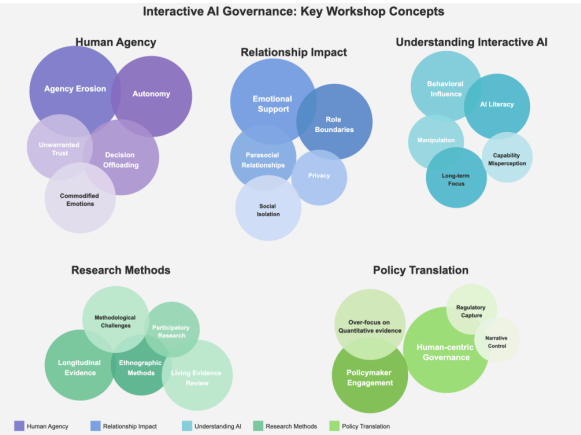 Interactive AI Governance: Key Workshop Concepts
Human Agency
Agency Erosion
Autonomy
Unwarranted
Trust
Decision
Offloading
Commodified
Emotions
Relationship Impact
Emotional
Support
Role
Boundaries
Parasocial
Relationships
Privacy
Social
Isolation
Understanding Interactive AI
Behavioral
Influence
AI Literacy
Manipulation
Capability
Misperception
Long-term
Focus
Research Methods
Methodological
Challenges
Participatory
Research
Longitudinal
Evidence
Ethnographic
Methods
Living Evidence
Review
Policy Translation
Regulatory
Capture
Over-focus on
Quantitative evidence
Narrative
Control
Human-centric
Governance
Policymaker
Engagement
Human Agency
Relationship Impact
Understanding AI
Research Methods
Policy Translation